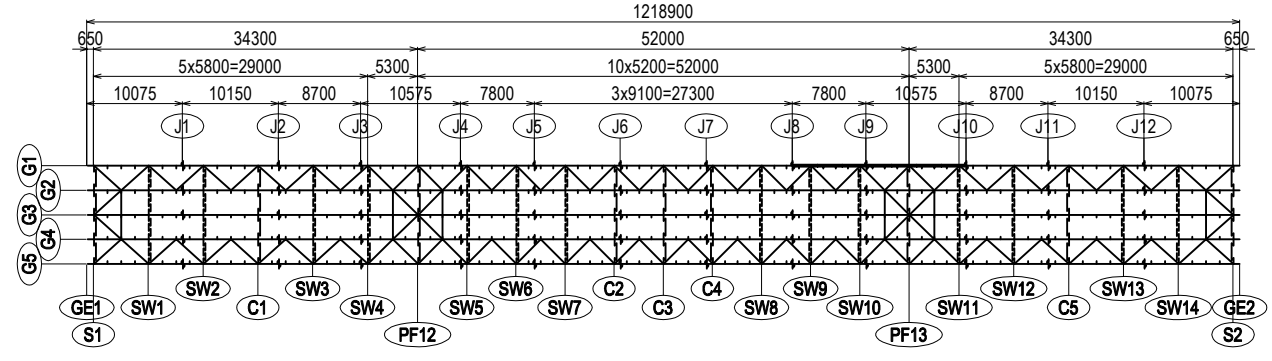 1218900
650 34300 52000 34300 650
5x5800=29000 5300 10x5200=52000 5300 5x5800=29000
10075 10150 8700 10575 7800 3x9100=27300 7800 10575 8700 10150 10075
J1 J2 J3 J4 J5 J6 J7 J8 J9 J10 J11 J12
G1
G2
G3
G4
G5
GE1 SW1 SW2 C1 SW3 SW4 SW5 SW6 SW7 C2 C3 C4 SW8 SW9 SW10 SW11 SW12 C5 SW13 SW14 GE2
S1 PF12 PF13 S2